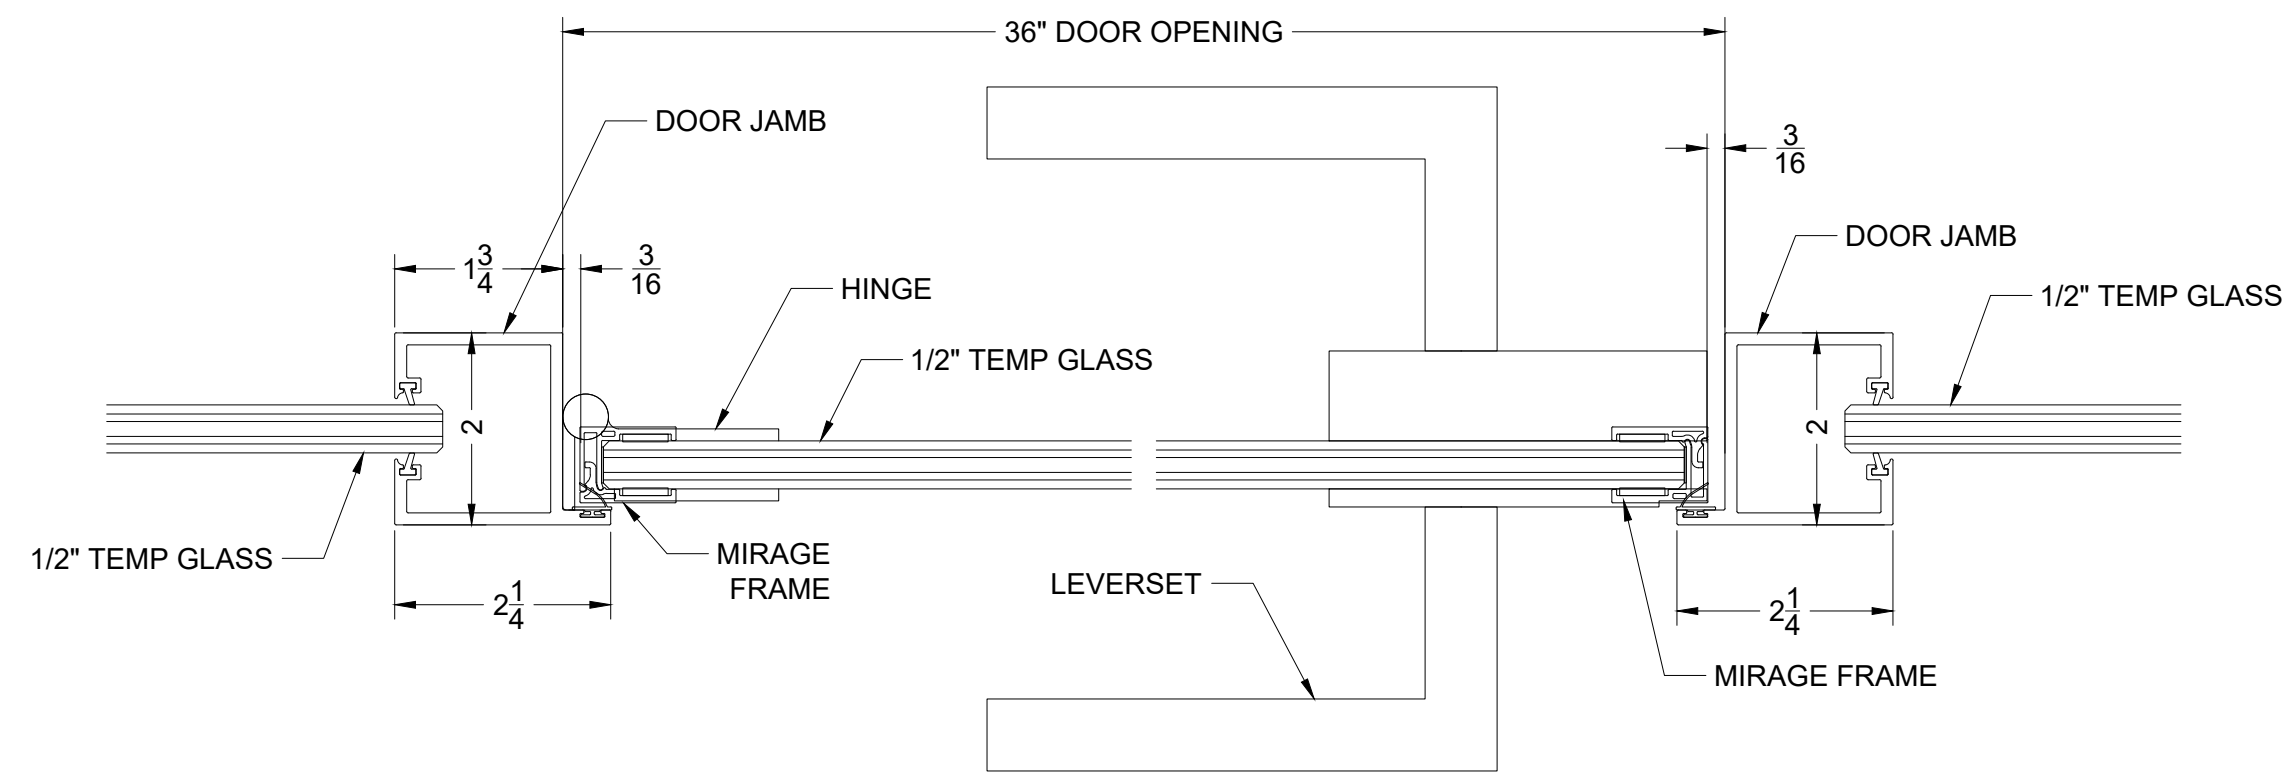 36" DOOR OPENING
DOOR JAMB
3/16
DOOR JAMB
1 3/4
3/16
HINGE
1/2" TEMP GLASS
1/2" TEMP GLASS
2
2
1/2" TEMP GLASS
MIRAGE
FRAME
LEVERSET
2 1/4
2 1/4
MIRAGE FRAME